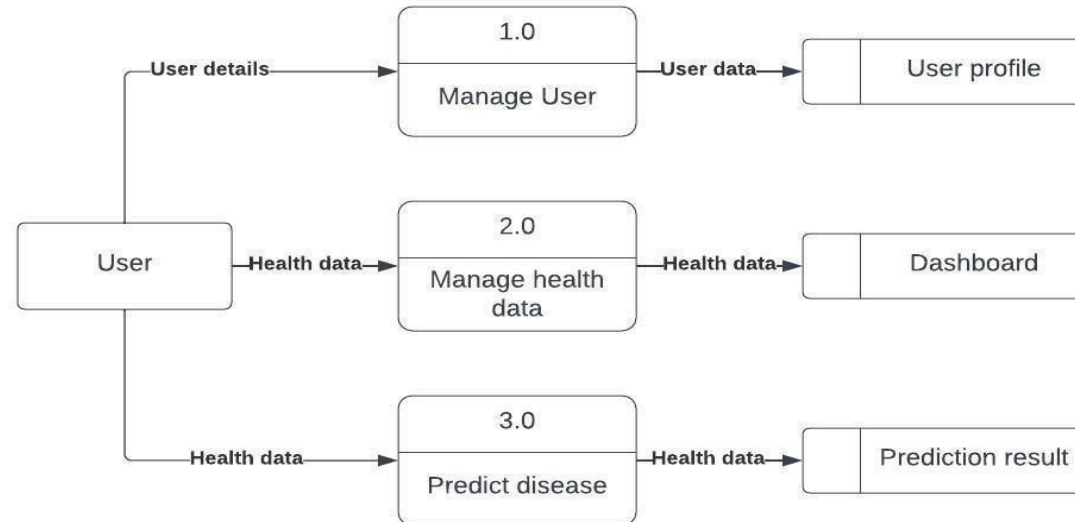 1.0
User details
Manage User
User data
User profile
2.0
User
Health data
Manage health
data
Health data
Dashboard
3.0
Health data
Predict disease
Health data
Prediction result